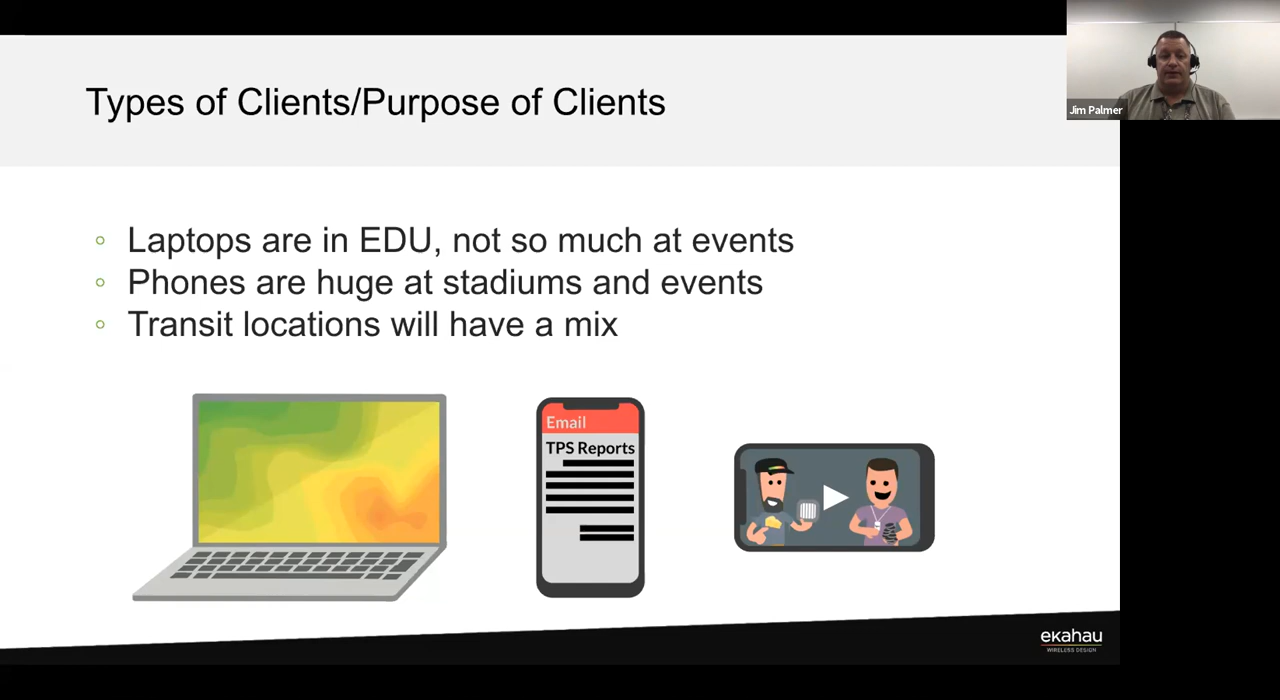 Types of Clients/Purpose of Clients
Jim Palmer
Laptops are in EDU, not so much at events
Phones are huge at stadiums and events
Transit locations will have a mix
Email
TPS Reports
ekahau
WIRELESS DESIGN